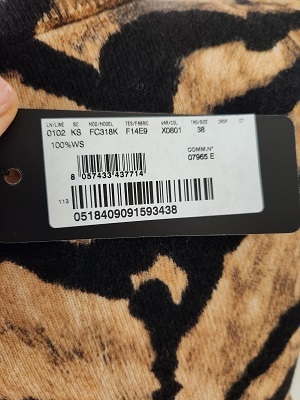 LN/LINE SC MOD/MODEL TES/FABRIC VAR/COL TAG/SIZE DROP CT
0102 KS FC318K F14E9 X0801 38
100%WS
COMM.N°
07965 E
8 057433 437714
113
0518409091593438